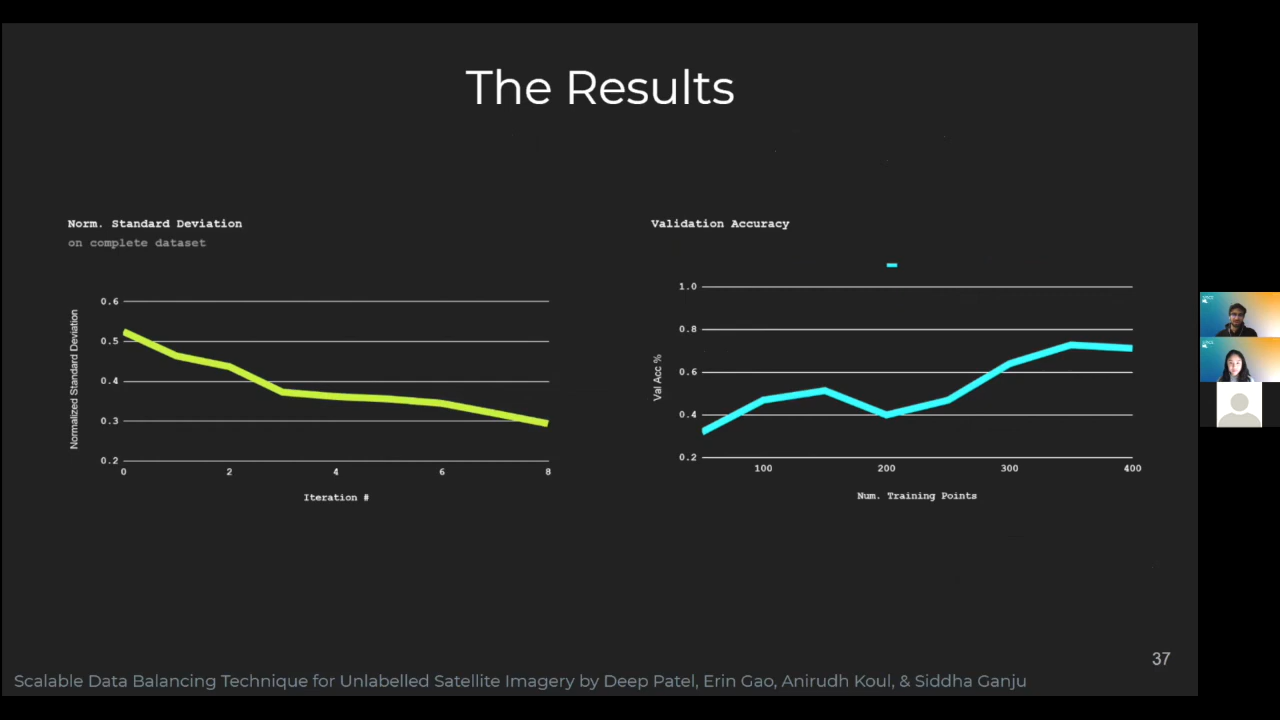 The Results
Norm. Standard Deviation
on complete dataset
Normalized Standard Deviation
0.6
0.5
0.4
0.3
0.2
0
2
4
6
8
Iteration #
Validation Accuracy
Val Acc %
1.0
0.8
0.6
0.4
0.2
100
200
300
400
Num. Training Points
37
Scalable Data Balancing Technique for Unlabelled Satellite Imagery by Deep Patel, Erin Gao, Anirudh Koul, & Siddha Ganju